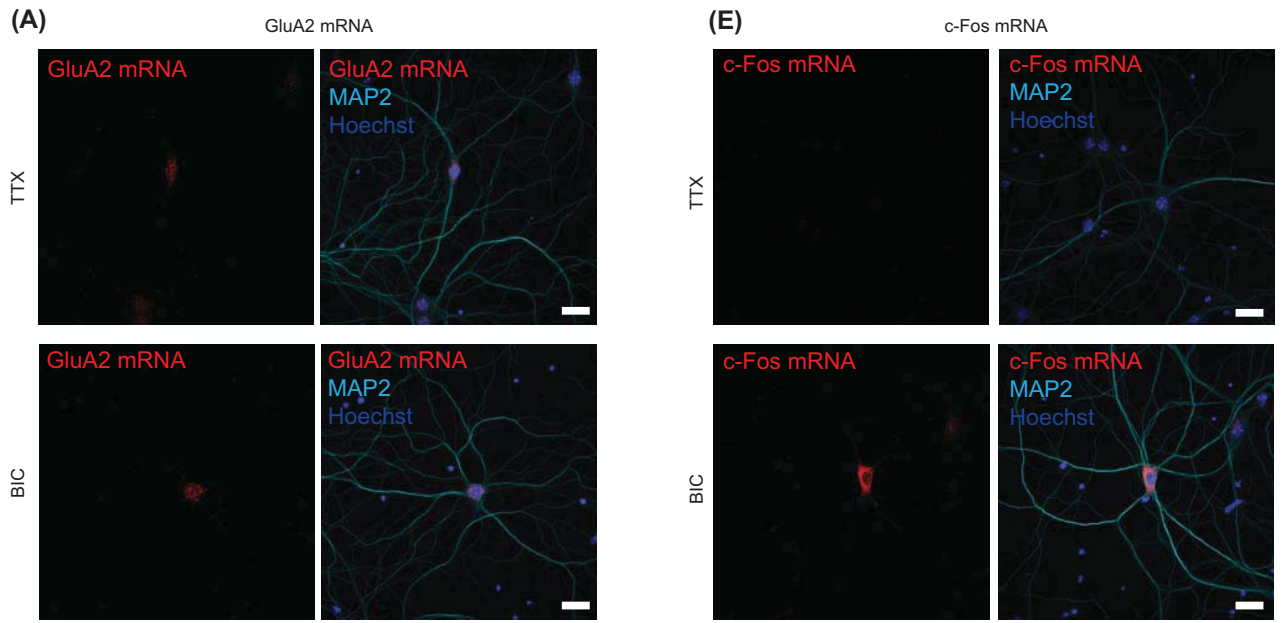 (A)
GluA2 mRNA
TTX
GluA2 mRNA
GluA2 mRNA
MAP2
Hoechst
BIC
GluA2 mRNA
GluA2 mRNA
MAP2
Hoechst
(E)
c-Fos mRNA
TTX
c-Fos mRNA
c-Fos mRNA
MAP2
Hoechst
BIC
c-Fos mRNA
c-Fos mRNA
MAP2
Hoechst